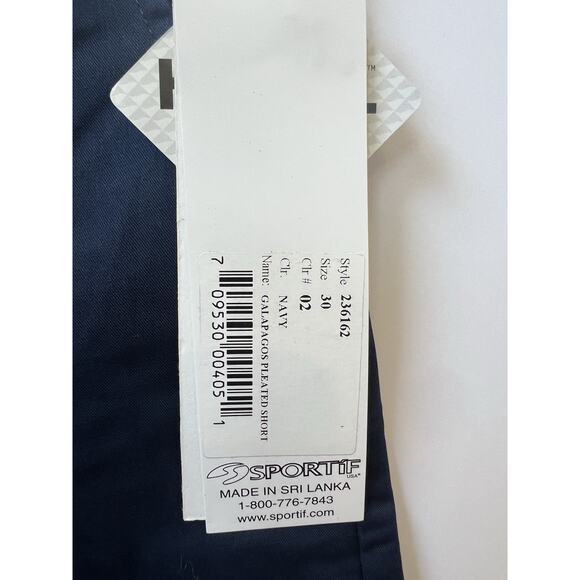 ™
Style 236162
Size 30
Clr # 02
Clr. NAVY
Name: GALAPAGOS PLEATED SHORT
7 09530 00405 1
SPORTIF
USA®
MADE IN SRI LANKA
1-800-776-7843
www.sportif.com